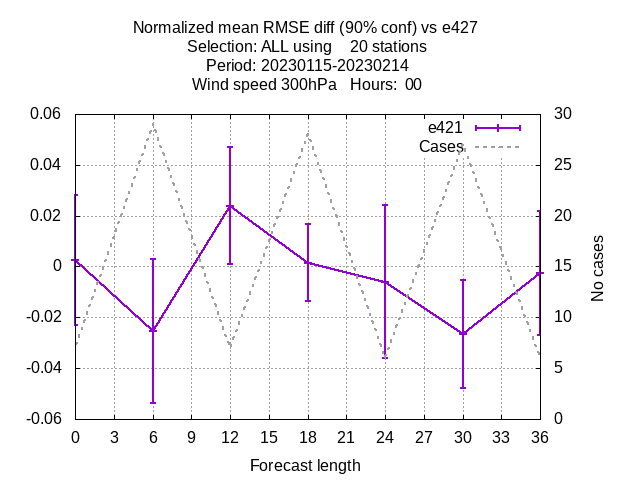 Normalized mean RMSE diff (90% conf) vs e427
Selection: ALL using    20 stations
Period: 20230115-20230214
Wind speed 300hPa   Hours:  00
0.06
0.04
0.02
0
-0.02
-0.04
-0.06
e421
Cases
30
25
20
15
10
5
0
No cases
0 3 6 9 12 15 18 21 24 27 30 33 36
Forecast length